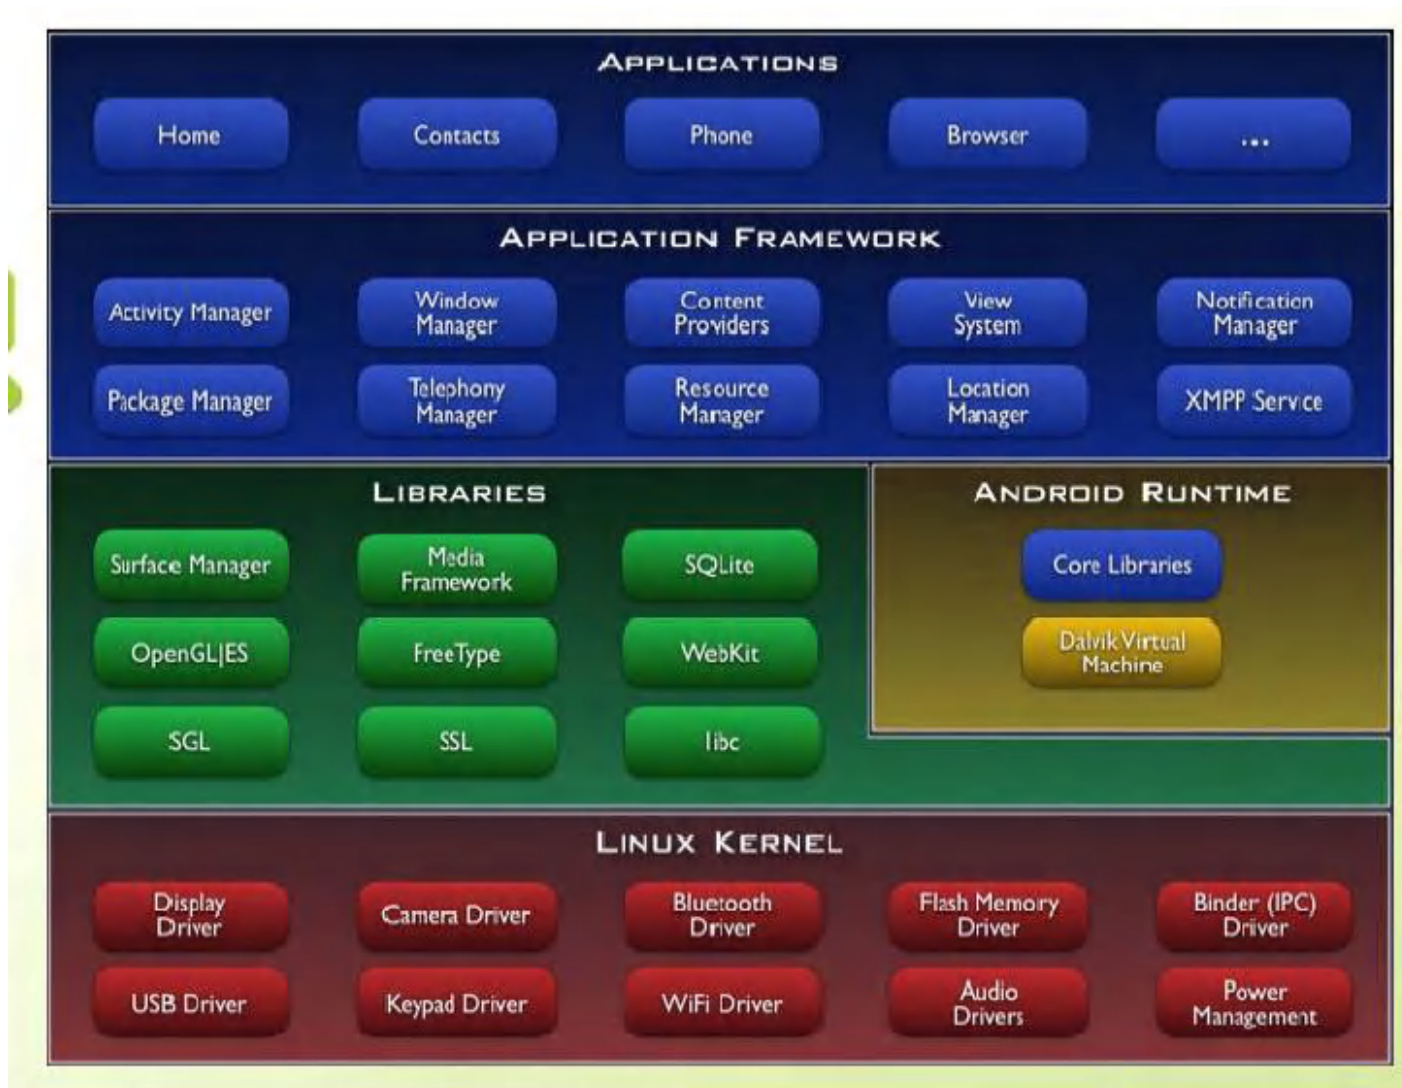 APPLICATIONS
Home
Contacts
Phone
Browser
...
APPLICATION FRAMEWORK
Activity Manager
Window
Manager
Content
Providers
View
System
Notification
Manager
Package Manager
Telephony
Manager
Resource
Manager
Location
Manager
XMPP Service
LIBRARIES
Surface Manager
Media
Framework
SQLite
OpenGL|ES
FreeType
WebKit
SGL
SSL
libc
ANDROID RUNTIME
Core Libraries
Dalvik Virtual
Machine
LINUX KERNEL
Display
Driver
Camera Driver
Bluetooth
Driver
Flash Memory
Driver
Binder (IPC)
Driver
USB Driver
Keypad Driver
WiFi Driver
Audio
Drivers
Power
Management